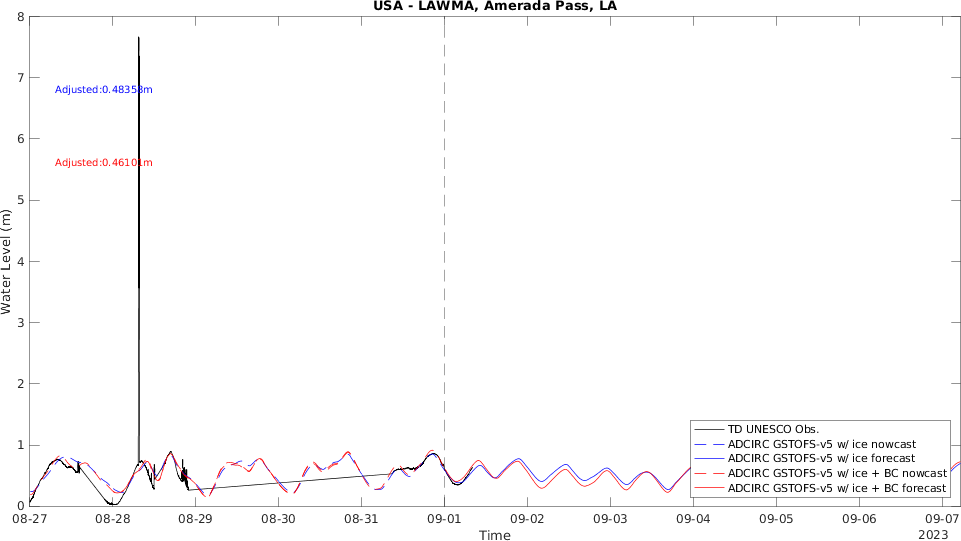 USA - LAWMA, Amerada Pass, LA
8
7
6
5
4
3
2
1
0
Water Level (m)
Adjusted:0.48358m
Adjusted:0.46101m
TD UNESCO Obs.
ADCIRC GSTOFS-v5 w/ ice nowcast
ADCIRC GSTOFS-v5 w/ ice forecast
ADCIRC GSTOFS-v5 w/ ice + BC nowcast
ADCIRC GSTOFS-v5 w/ ice + BC forecast
08-27 08-28 08-29 08-30 08-31 09-01 09-02 09-03 09-04 09-05 09-06 09-07
Time
2023